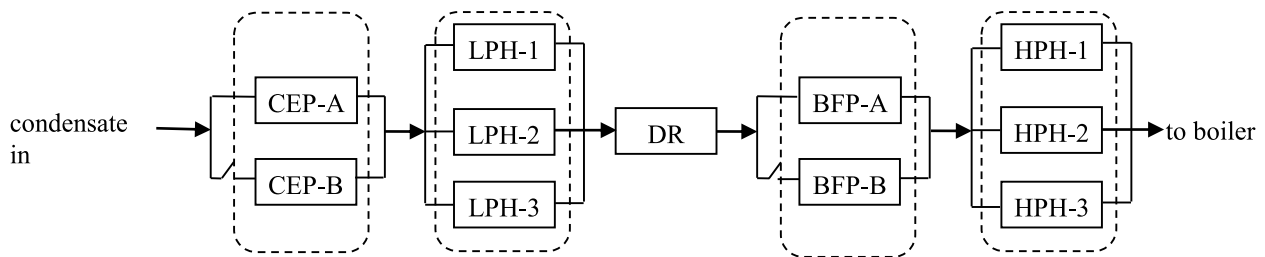 condensate
in
CEP-A
CEP-B
LPH-1
LPH-2
LPH-3
DR
BFP-A
BFP-B
HPH-1
HPH-2
HPH-3
to boiler